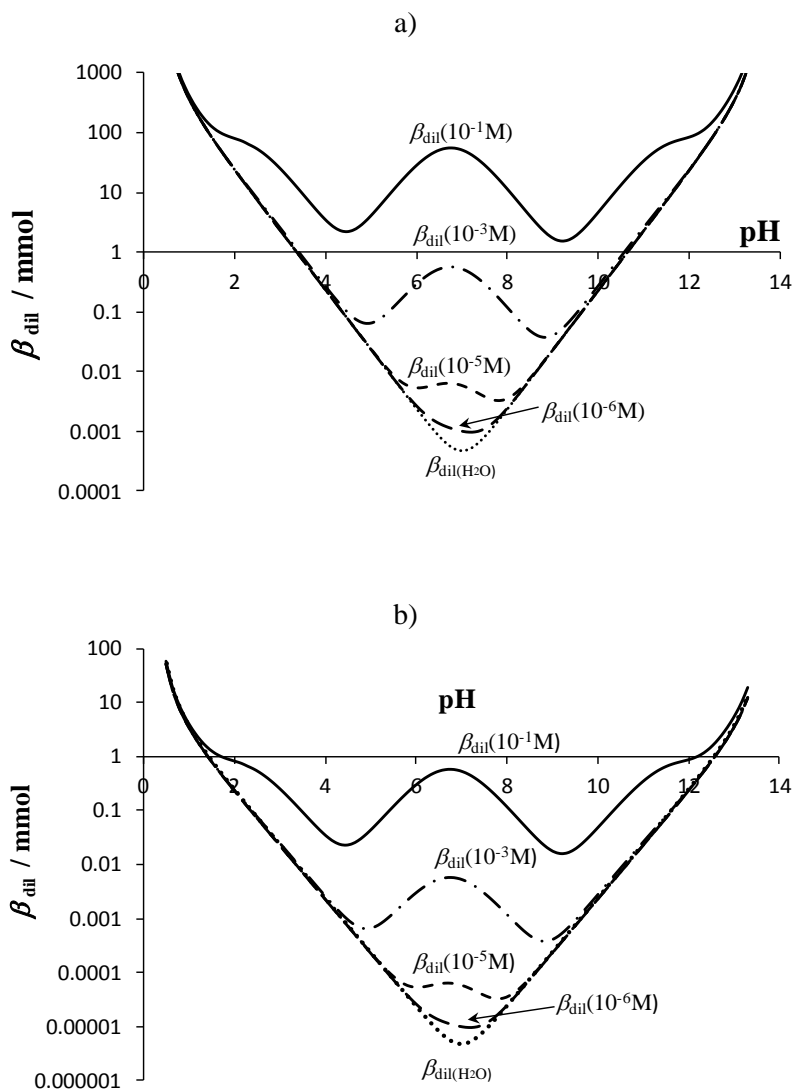 a)
1000
100
10
1
0.1
0.01
0.001
0.0001
β dil / mmol
0 2 4 6 8 10 12 14
pH
βdil(10⁻¹M)
βdil(10⁻³M)
βdil(10⁻⁵M)
βdil(10⁻⁶M)
βdil(H2O)
b)
100
10
1
0.1
0.01
0.001
0.0001
0.00001
0.000001
β dil / mmol
0 2 4 6 8 10 12 14
pH
βdil(10⁻¹M)
βdil(10⁻³M)
βdil(10⁻⁵M)
βdil(10⁻⁶M)
βdil(H2O)